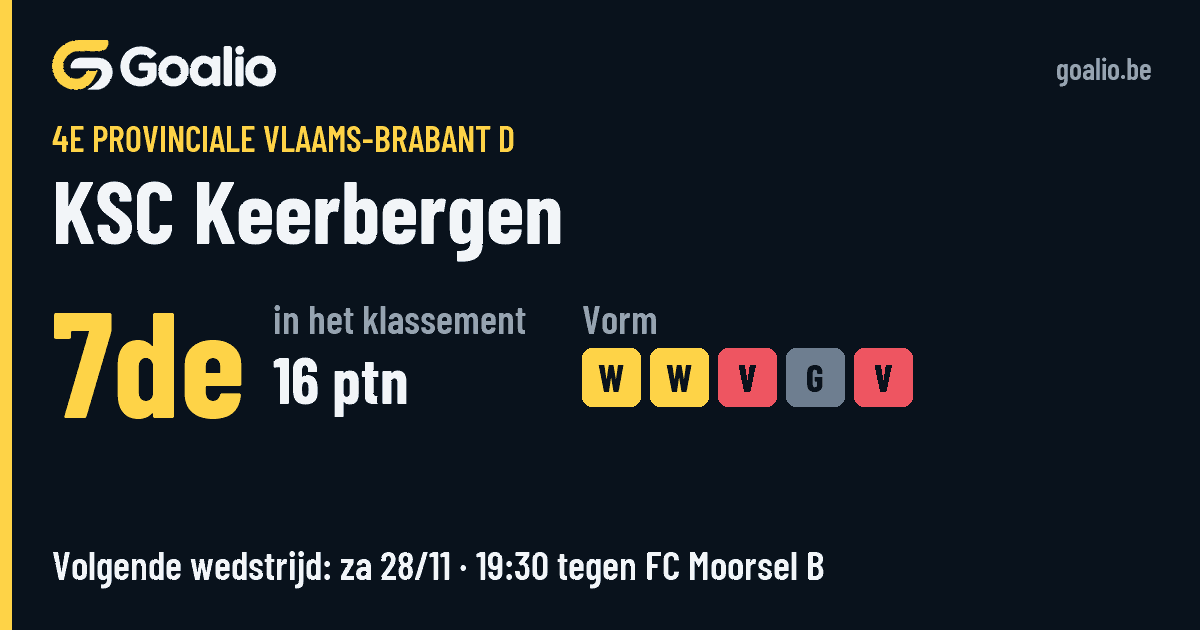 Goalio
goalio.be
4E PROVINCIALE VLAAMS-BRABANT D
KSC Keerbergen
7de
in het klassement
16 ptn
Vorm
W W V G V
Volgende wedstrijd: za 28/11 · 19:30 tegen FC Moorsel B